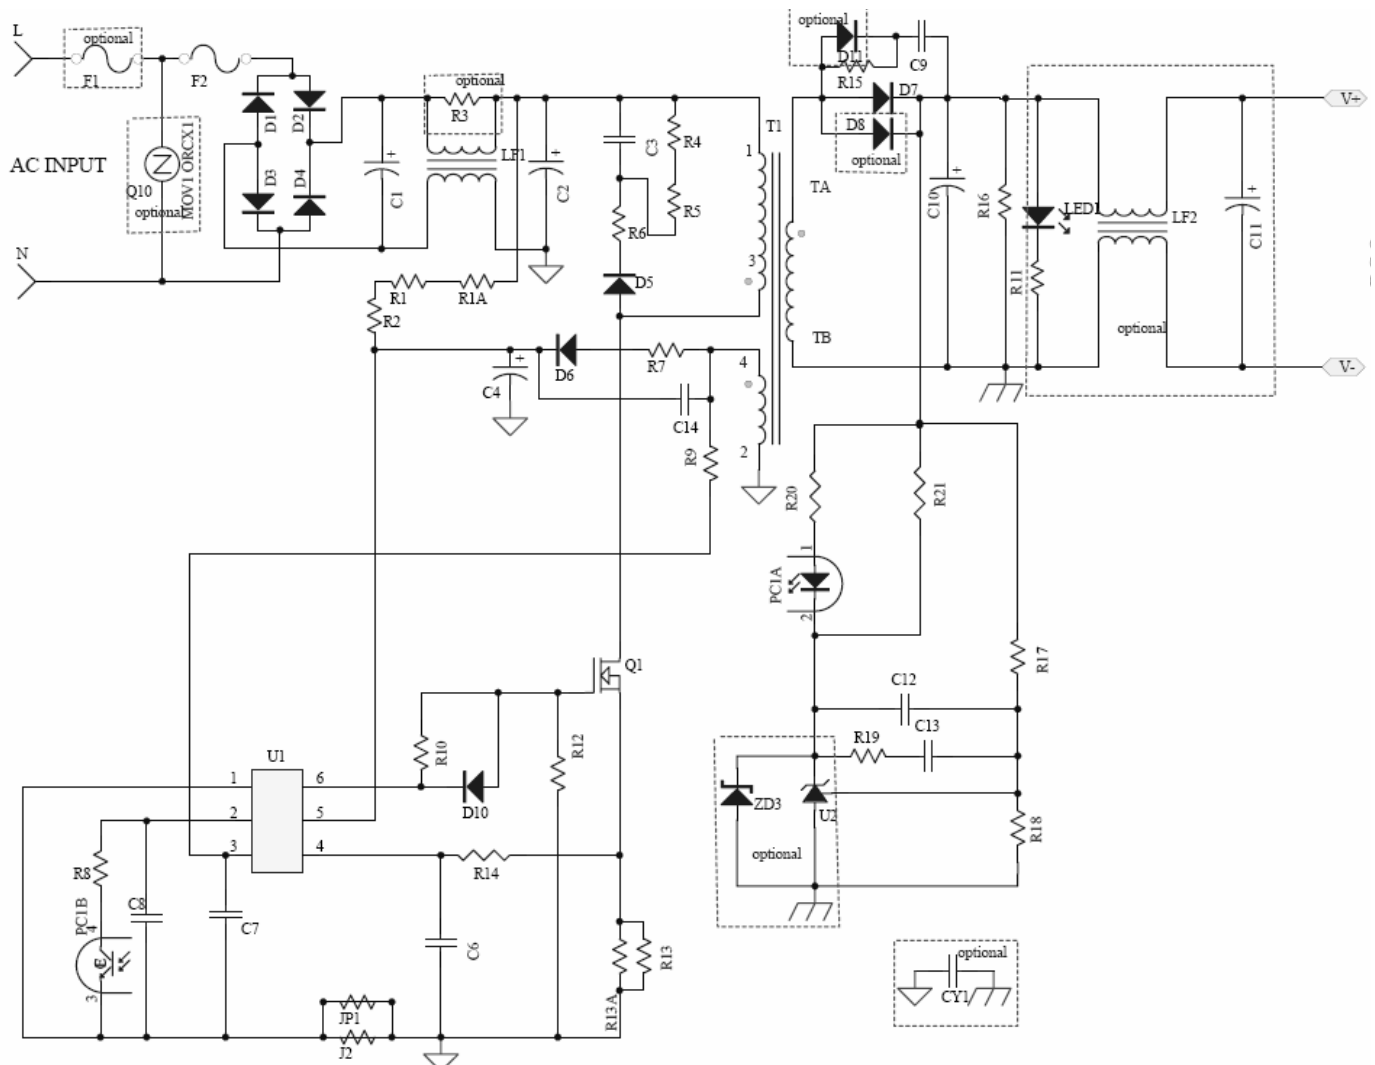 L
optional
F1
F2
AC INPUT
Q10
optional
MOV1 ORCX1
N
D1
D2
D3
D4
C1
optional
R3
LF1
C2
C3
R4
R5
R6
D5
R1
R1A
R2
C4
D6
R7
C14
R9
T1
1
3
4
2
TA
TB
optional
D11
R15
C9
D7
D8
optional
C10
R16
LED1
R11
LF2
optional
C11
V+
V-
R20
R21
PC1A
1
2
R17
C12
C13
R19
ZD3
U2
optional
R18
optional
CY1
Q1
R10
R12
D10
U1
1
2
3
6
5
4
R14
R8
PC1B
4
3
C8
C7
C6
R13
R13A
JP1
J2